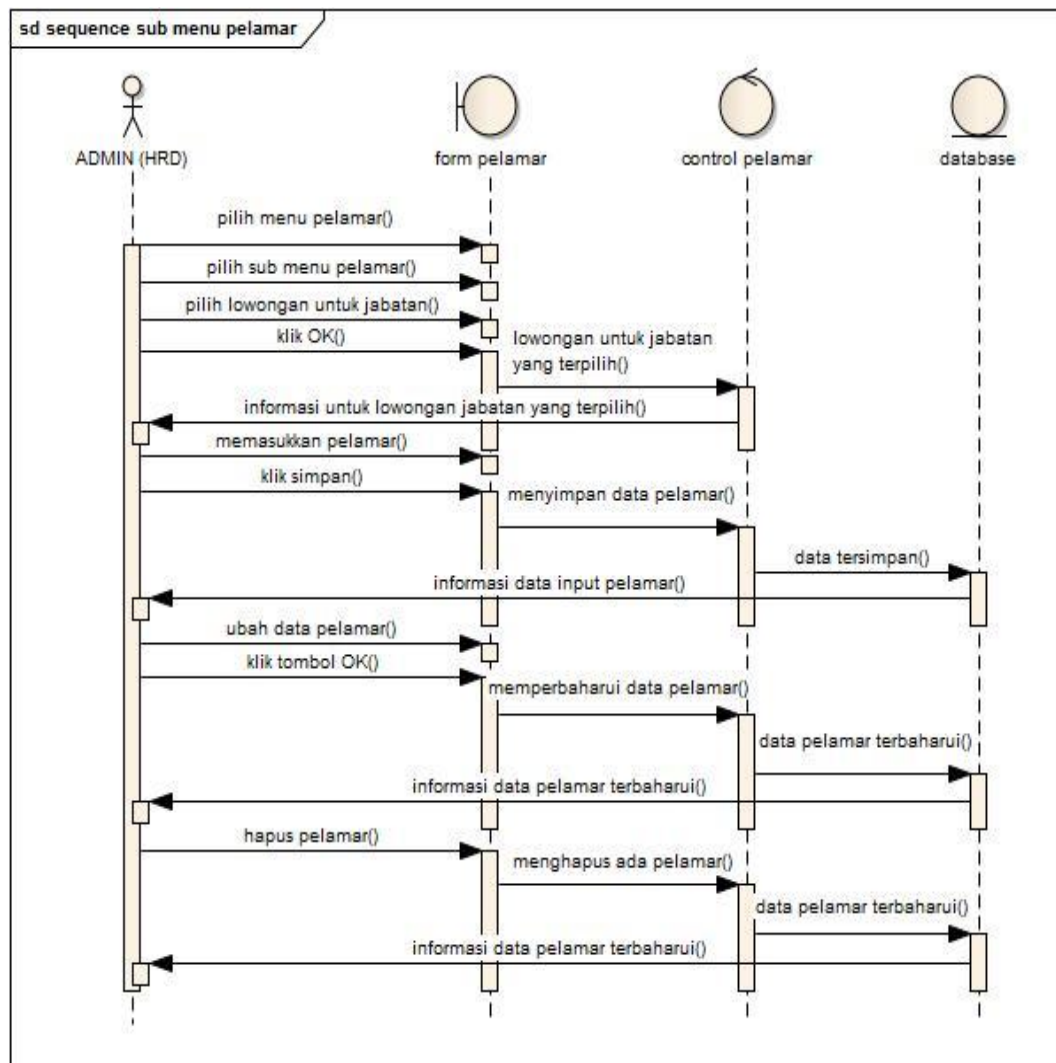 sd sequence sub menu pelamar
ADMIN (HRD)
form pelamar
control pelamar
database
pilih menu pelamar()
pilih sub menu pelamar()
pilih lowongan untuk jabatan()
klik OK()
lowongan untuk jabatan
yang terpilih()
informasi untuk lowongan jabatan yang terpilih()
memasukkan pelamar()
klik simpan()
menyimpan data pelamar()
data tersimpan()
informasi data input pelamar()
ubah data pelamar()
klik tombol OK()
memperbaharui data pelamar()
data pelamar terbaharui()
informasi data pelamar terbaharui()
hapus pelamar()
menghapus ada pelamar()
data pelamar terbaharui()
informasi data pelamar terbaharui()